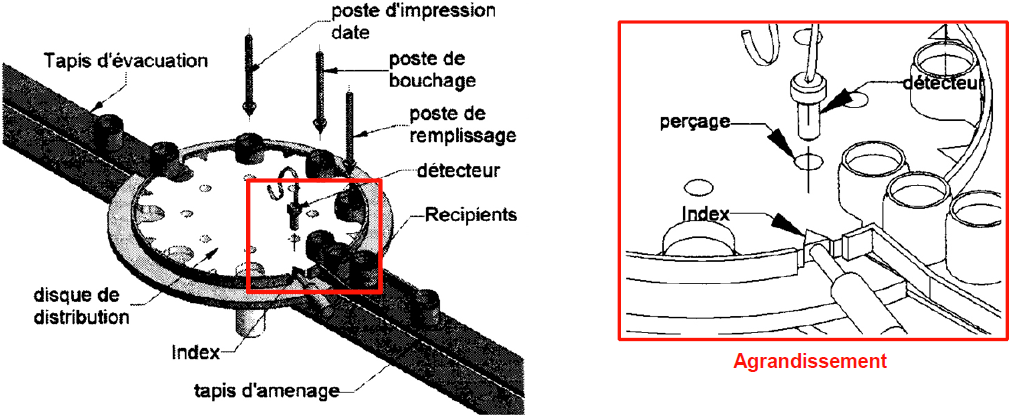 poste d'impression
date
Tapis d'évacuation
poste de
bouchage
poste de
remplissage
détecteur
Recipients
disque de
distribution
Index
tapis d'amenage
détecteur
perçage
Index
Agrandissement